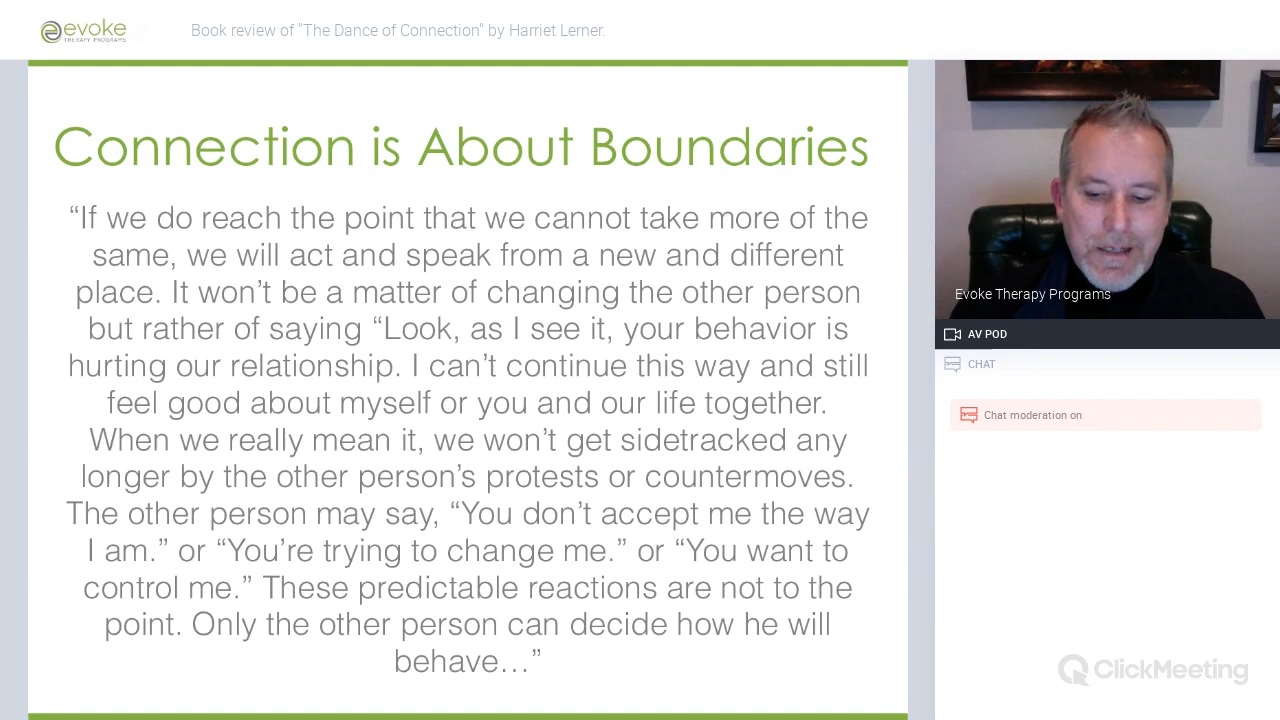 evoke
THERAPY PROGRAMS
Book review of "The Dance of Connection" by Harriet Lerner.
Connection is About Boundaries
“If we do reach the point that we cannot take more of the
same, we will act and speak from a new and different
place. It won’t be a matter of changing the other person
but rather of saying “Look, as I see it, your behavior is
hurting our relationship. I can’t continue this way and still
feel good about myself or you and our life together.
When we really mean it, we won’t get sidetracked any
longer by the other person’s protests or countermoves.
The other person may say, “You don’t accept me the way
I am.” or “You’re trying to change me.” or “You want to
control me.” These predictable reactions are not to the
point. Only the other person can decide how he will
behave…”
Evoke Therapy Programs
AV POD
CHAT
Chat moderation on
ClickMeeting